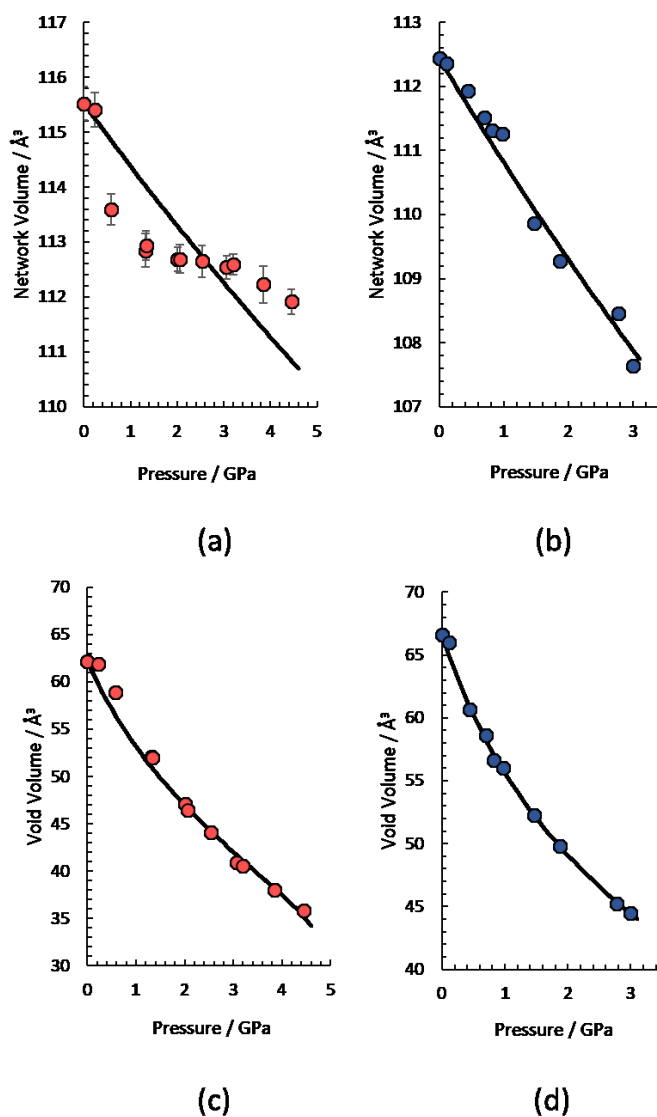 117
116
115
114
113
112
111
110
Network Volume / Å³
0 1 2 3 4 5
Pressure / GPa
(a)
113
112
111
110
109
108
107
Network Volume / Å³
0 1 2 3
Pressure / GPa
(b)
70
65
60
55
50
45
40
35
30
Void Volume / Å³
0 1 2 3 4 5
Pressure / GPa
(c)
70
65
60
55
50
45
40
Void Volume / Å³
0 1 2 3
Pressure / GPa
(d)